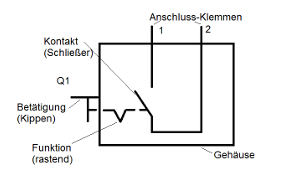 Anschluss-Klemmen
1
2
Kontakt
(Schließer)
Q1
Betätigung
(Kippen)
Funktion
(rastend)
Gehäuse